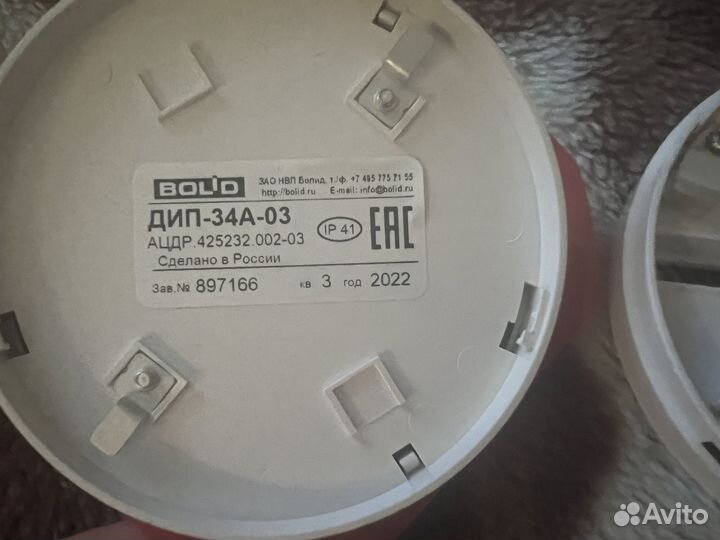 BOLID
ЗАО НВП Болид, т./ф. +7 495 775 71 55
http://bolid.ru E-mail: info@bolid.ru
ДИП-34А-03
АЦДР.425232.002-03
IP 41
EAC
Сделано в России
Зав.№ 897166 кв 3 год 2022
Avito